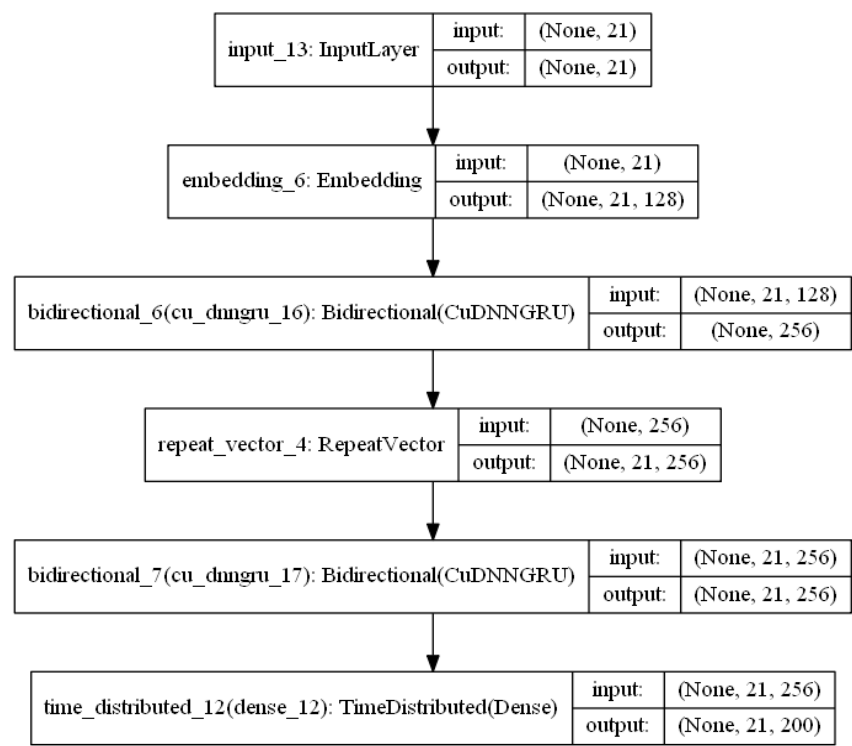 input_13: InputLayer
input: (None, 21)
output: (None, 21)
embedding_6: Embedding
input: (None, 21)
output: (None, 21, 128)
bidirectional_6(cu_dnngru_16): Bidirectional(CuDNNGRU)
input: (None, 21, 128)
output: (None, 256)
repeat_vector_4: RepeatVector
input: (None, 256)
output: (None, 21, 256)
bidirectional_7(cu_dnngru_17): Bidirectional(CuDNNGRU)
input: (None, 21, 256)
output: (None, 21, 256)
time_distributed_12(dense_12): TimeDistributed(Dense)
input: (None, 21, 256)
output: (None, 21, 200)